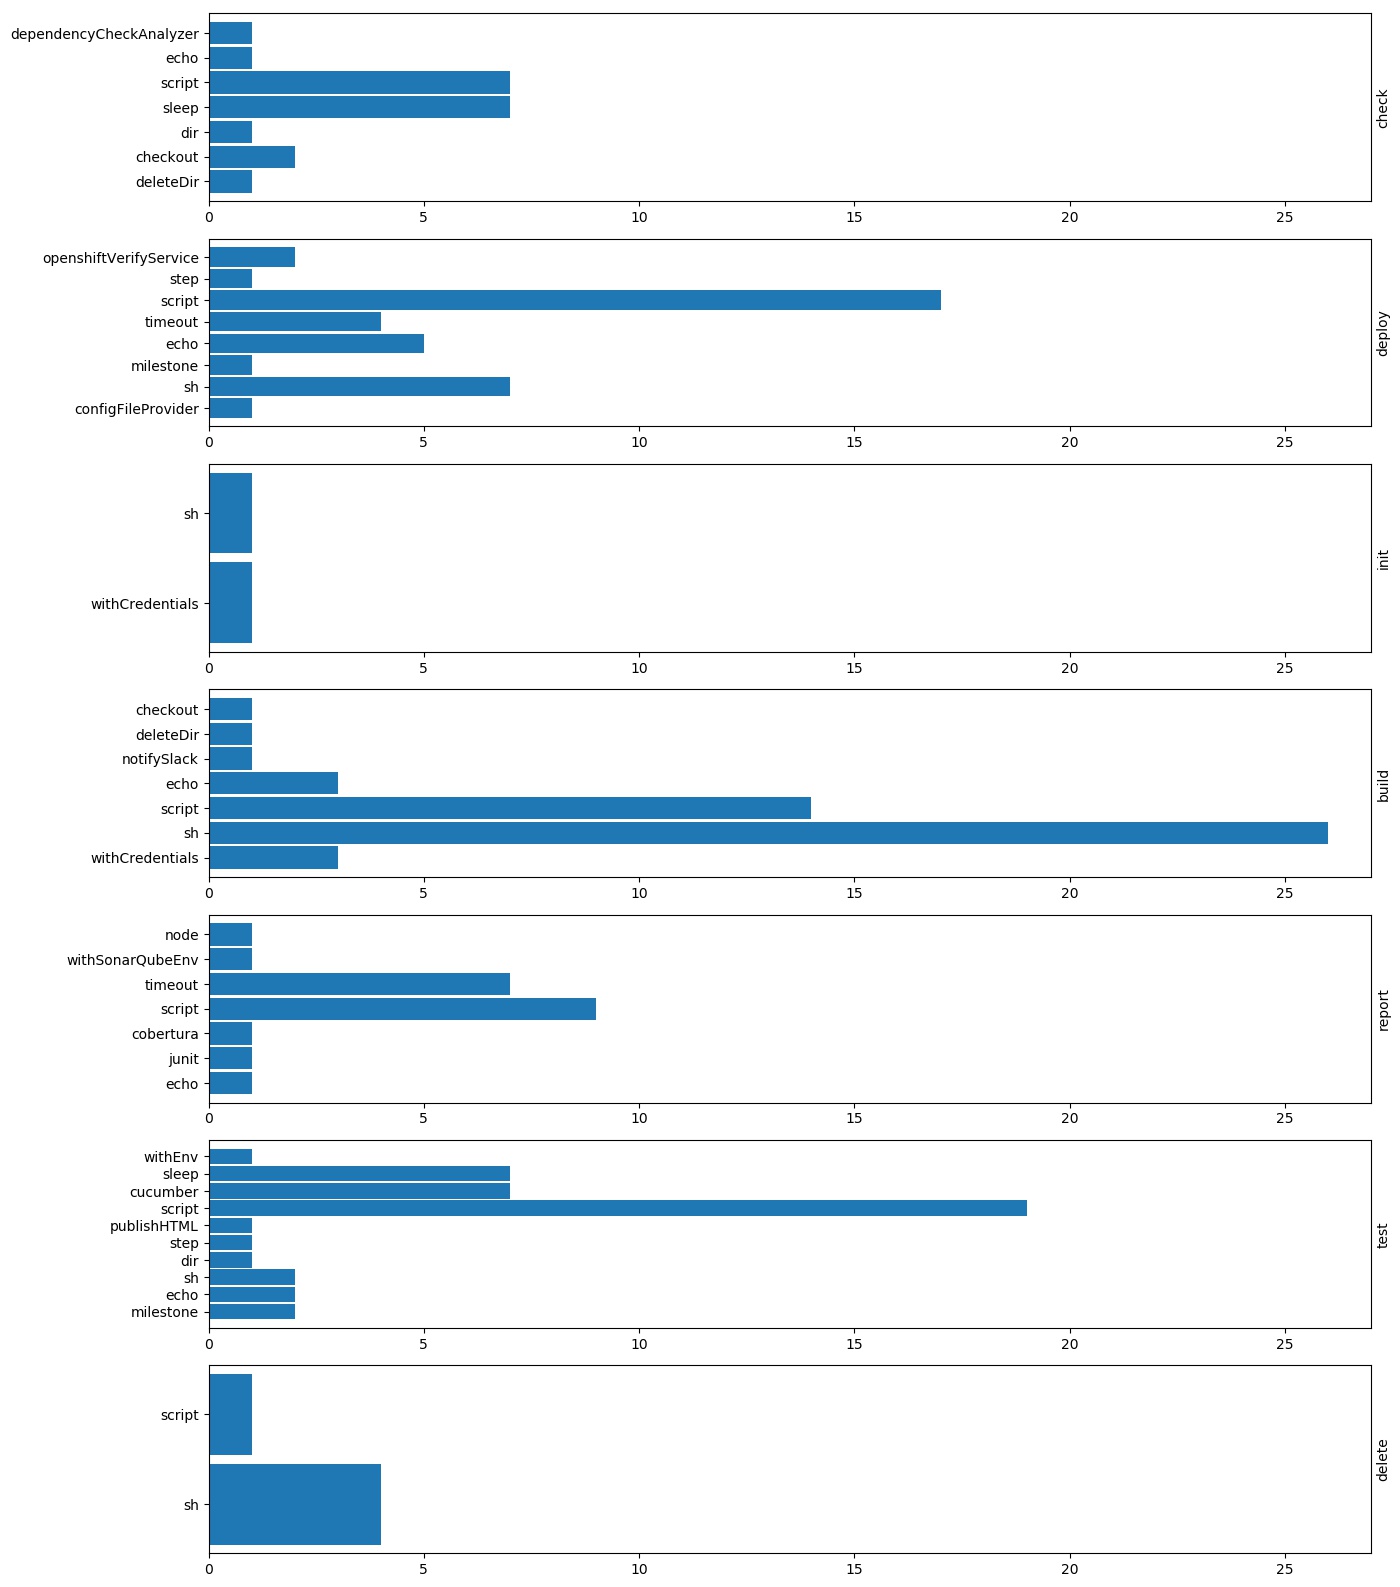 dependencyCheckAnalyzer
echo
script
sleep
dir
checkout
deleteDir
check
0 5 10 15 20 25
openshiftVerifyService
step
script
timeout
echo
milestone
sh
configFileProvider
deploy
0 5 10 15 20 25
sh
withCredentials
init
0 5 10 15 20 25
checkout
deleteDir
notifySlack
echo
script
sh
withCredentials
build
0 5 10 15 20 25
node
withSonarQubeEnv
timeout
script
cobertura
junit
echo
report
0 5 10 15 20 25
withEnv
sleep
cucumber
script
publishHTML
step
dir
sh
echo
milestone
test
0 5 10 15 20 25
script
sh
delete
0 5 10 15 20 25